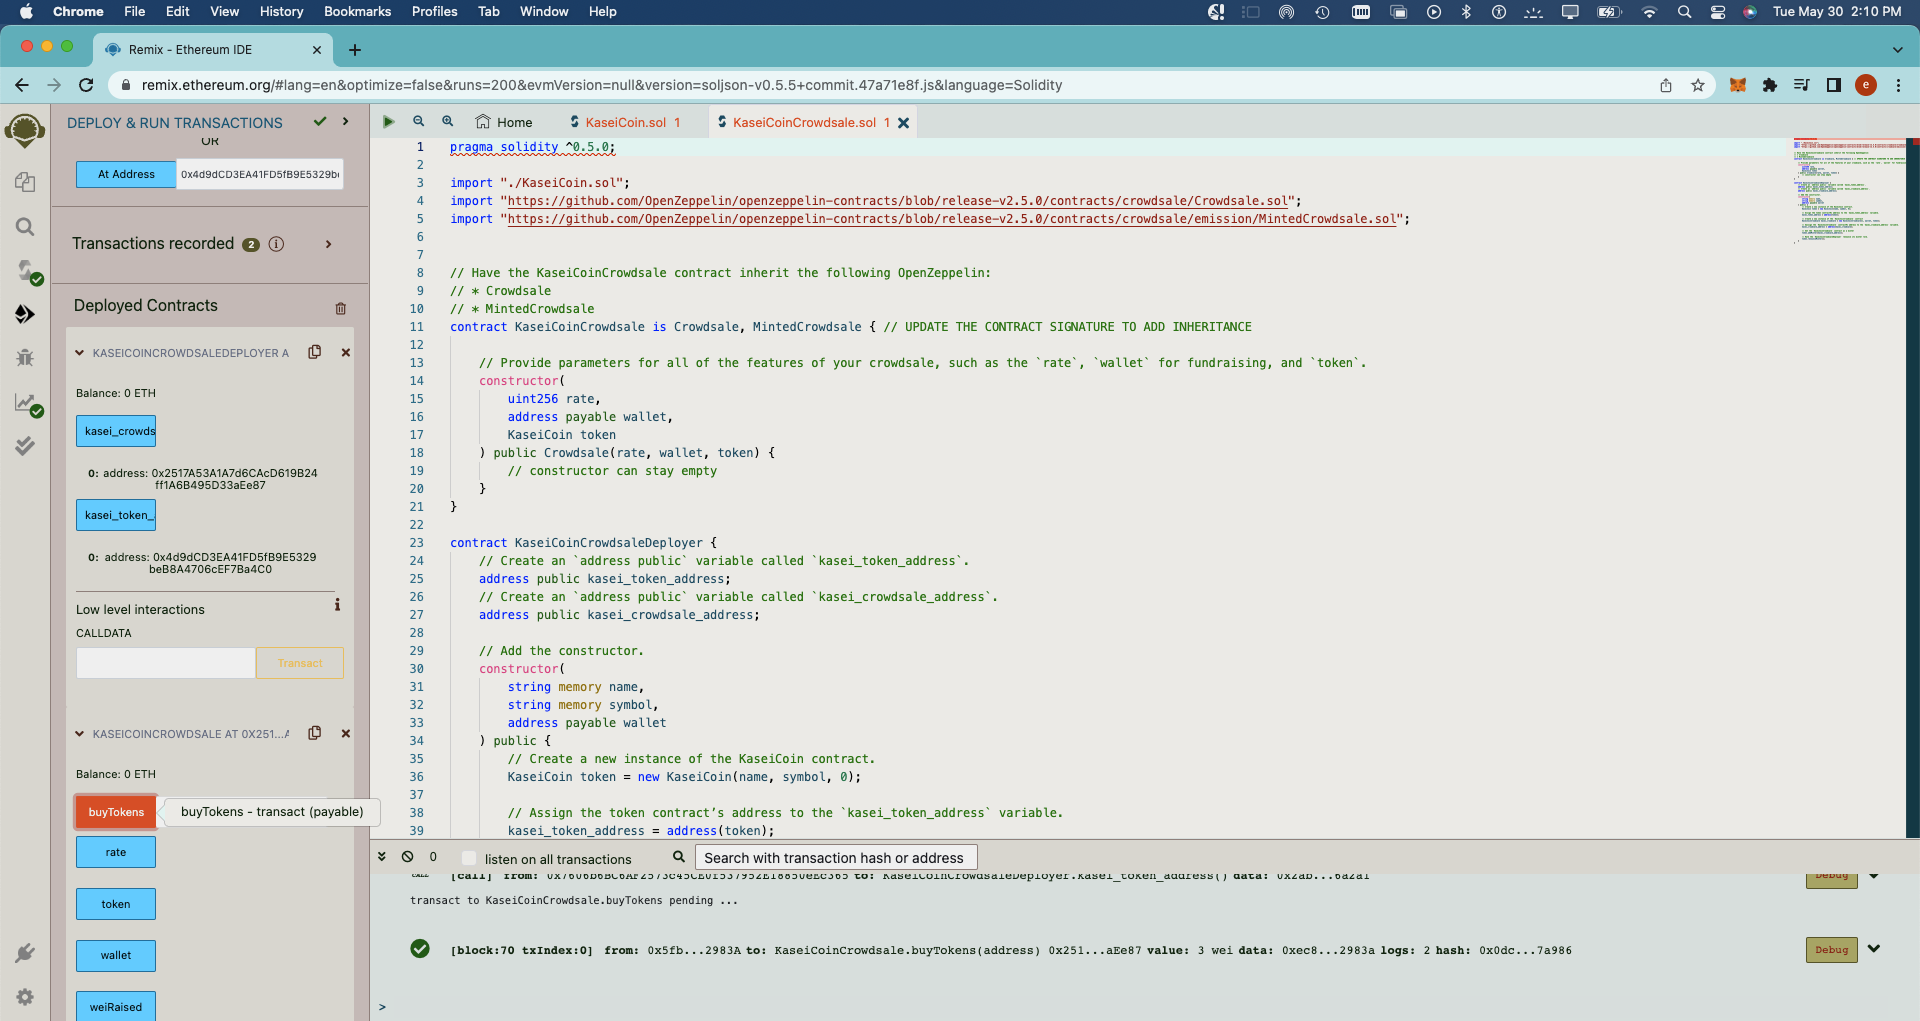 Chrome File Edit View History Bookmarks Profiles Tab Window Help Tue May 30 2:10 PM
Remix - Ethereum IDE
remix.ethereum.org/#lang=en&optimize=false&runs=200&evmVersion=null&version=soljson-v0.5.5+commit.47a71e8f.js&language=Solidity
e
DEPLOY & RUN TRANSACTIONS
OR
At Address 0x4d9dCD3EA41FD5fB9E5329b
Transactions recorded 2 i
Deployed Contracts
KASEICOINCROWDSALEDEPLOYER A
Balance: 0 ETH
kasei_crowds
0: address: 0x2517A53A1A7d6CAcD619B24
ff1A6B495D33aEe87
kasei_token_
0: address: 0x4d9dCD3EA41FD5fB9E5329
beB8A4706cEF7Ba4C0
Low level interactions i
CALLDATA
Transact
KASEICOINCROWDSALE AT 0X251...A
Balance: 0 ETH
buyTokens buyTokens - transact (payable)
rate
token
wallet
weiRaised
Home KaseiCoin.sol 1 KaseiCoinCrowdsale.sol 1
1 pragma solidity ^0.5.0;
2
3 import "./KaseiCoin.sol";
4 import "https://github.com/OpenZeppelin/openzeppelin-contracts/blob/release-v2.5.0/contracts/crowdsale/Crowdsale.sol";
5 import "https://github.com/OpenZeppelin/openzeppelin-contracts/blob/release-v2.5.0/contracts/crowdsale/emission/MintedCrowdsale.sol";
6
7
8 // Have the KaseiCoinCrowdsale contract inherit the following OpenZeppelin:
9 // * Crowdsale
10 // * MintedCrowdsale
11 contract KaseiCoinCrowdsale is Crowdsale, MintedCrowdsale { // UPDATE THE CONTRACT SIGNATURE TO ADD INHERITANCE
12
13 // Provide parameters for all of the features of your crowdsale, such as the `rate`, `wallet` for fundraising, and `token`.
14 constructor(
15 uint256 rate,
16 address payable wallet,
17 KaseiCoin token
18 ) public Crowdsale(rate, wallet, token) {
19 // constructor can stay empty
20 }
21 }
22
23 contract KaseiCoinCrowdsaleDeployer {
24 // Create an `address public` variable called `kasei_token_address`.
25 address public kasei_token_address;
26 // Create an `address public` variable called `kasei_crowdsale_address`.
27 address public kasei_crowdsale_address;
28
29 // Add the constructor.
30 constructor(
31 string memory name,
32 string memory symbol,
33 address payable wallet
34 ) public {
35 // Create a new instance of the KaseiCoin contract.
36 KaseiCoin token = new KaseiCoin(name, symbol, 0);
37
38 // Assign the token contract’s address to the `kasei_token_address` variable.
39 kasei_token_address = address(token);
0 listen on all transactions Search with transaction hash or address
[call] from: 0x7606b6BC6AF2573c45CE0f537952E18850eEc365 to: KaseiCoinCrowdsaleDeployer.kasei_token_address() data: 0x2ab...6a2a1 Debug
transact to KaseiCoinCrowdsale.buyTokens pending ...
[block:70 txIndex:0] from: 0x5fb...2983A to: KaseiCoinCrowdsale.buyTokens(address) 0x251...aEe87 value: 3 wei data: 0xec8...2983a logs: 2 hash: 0x0dc...7a986 Debug
>